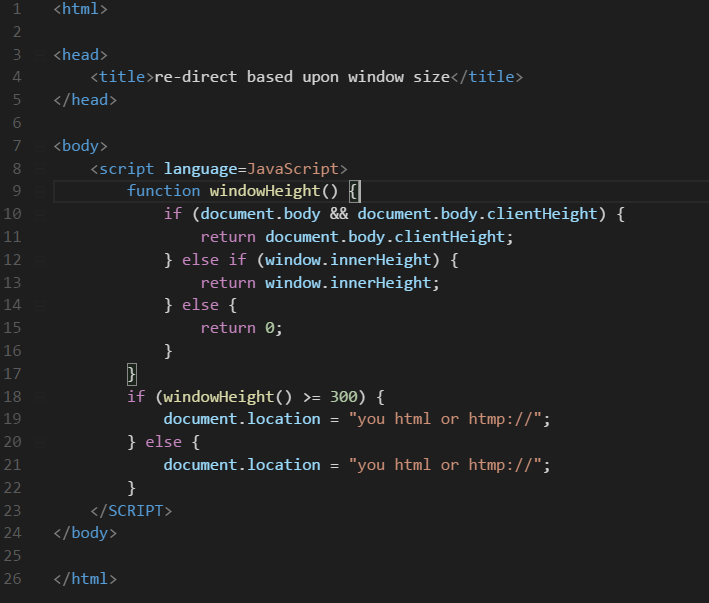 1 <html>
2
3 <head>
4     <title>re-direct based upon window size</title>
5 </head>
6
7 <body>
8     <script language=JavaScript>
9         function windowHeight() {
10             if (document.body && document.body.clientHeight) {
11                 return document.body.clientHeight;
12             } else if (window.innerHeight) {
13                 return window.innerHeight;
14             } else {
15                 return 0;
16             }
17         }
18         if (windowHeight() >= 300) {
19             document.location = "you html or htmp://";
20         } else {
21             document.location = "you html or htmp://";
22         }
23     </SCRIPT>
24 </body>
25
26 </html>